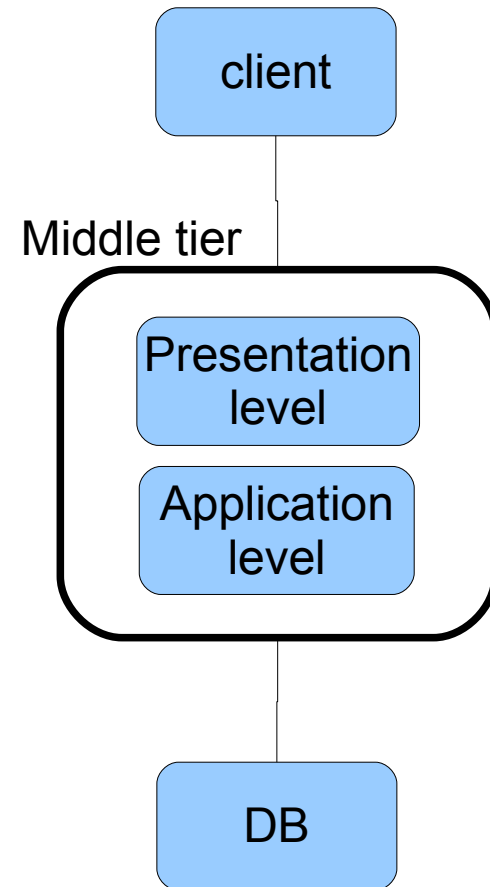 client
Middle tier
Presentation
level
Application
level
DB